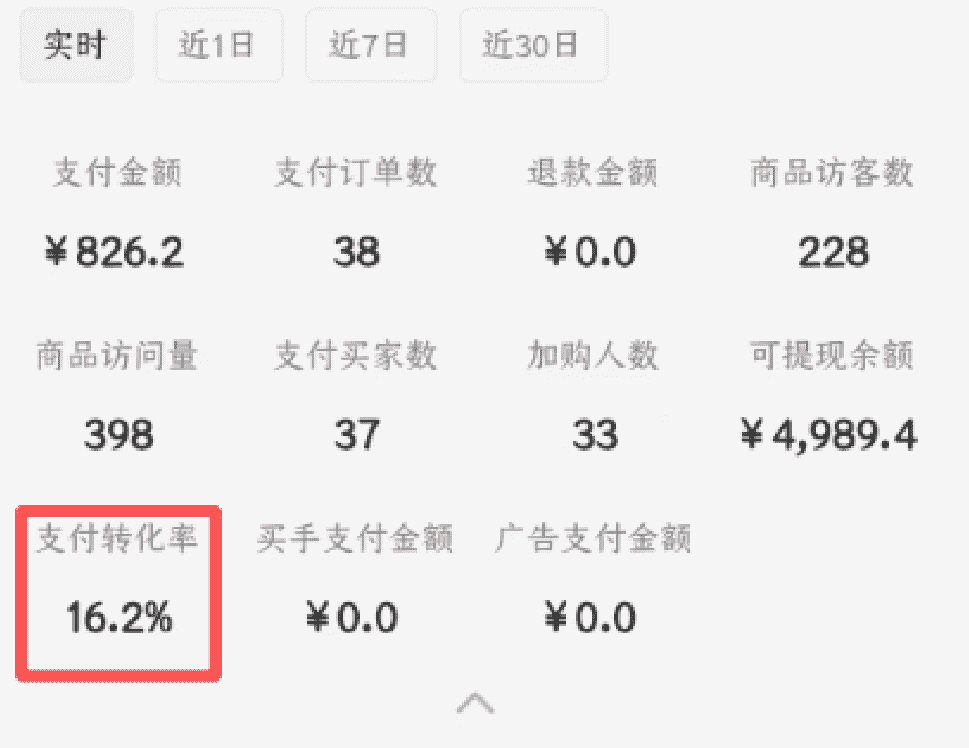 实时 近1日 近7日 近30日
支付金额 支付订单数 退款金额 商品访客数
¥826.2 38 ¥0.0 228
商品访问量 支付买家数 加购人数 可提现余额
398 37 33 ¥4,989.4
支付转化率 买手支付金额 广告支付金额
16.2% ¥0.0 ¥0.0